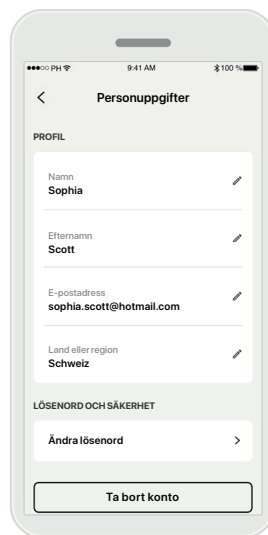 PH 9:41 AM 100 %
Personuppgifter
PROFIL
Namn
Sophia
Efternamn
Scott
E-postadress
sophia.scott@hotmail.com
Land eller region
Schweiz
LÖSENORD OCH SÄKERHET
Ändra lösenord
Ta bort konto